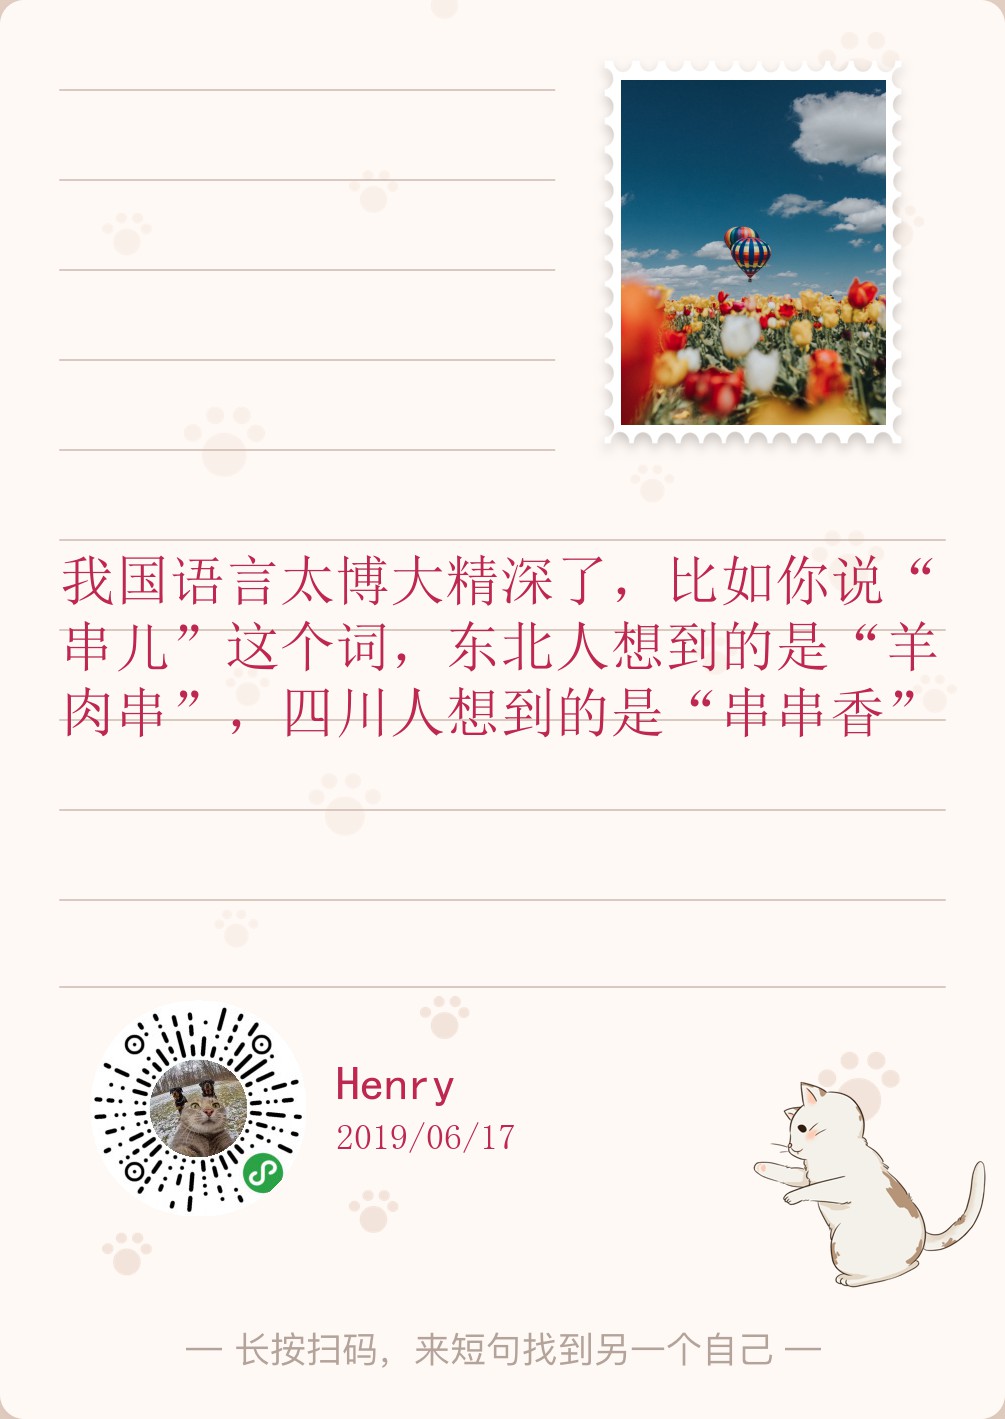 我国语言太博大精深了，比如你说“
串儿”这个词，东北人想到的是“羊
肉串”，四川人想到的是“串串香”
Henry
2019/06/17
— 长按扫码，来短句找到另一个自己 —